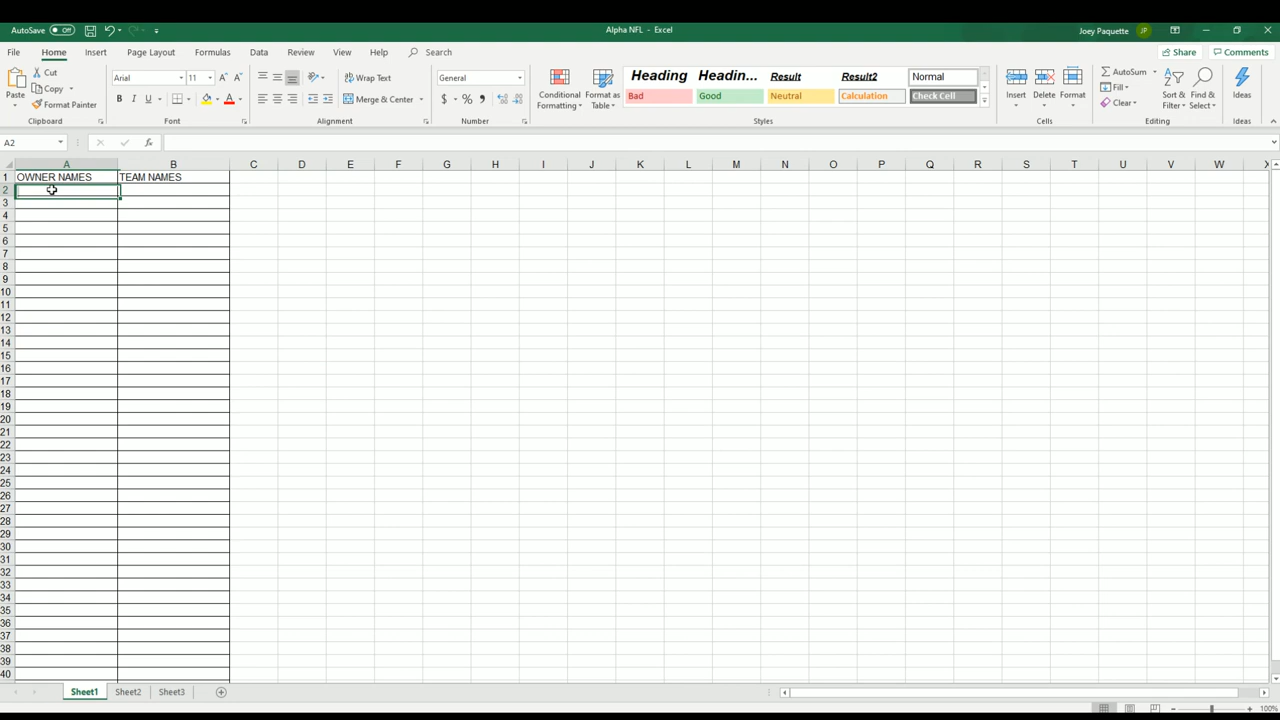 AutoSave Off Alpha NFL - Excel Joey Paquette JP
File Home Insert Page Layout Formulas Data Review View Help Search Share Comments
Paste Cut Copy Format Painter Clipboard
Arial 11 A A B I U A Font
Wrap Text Merge & Center Alignment
General $ % , Number
Conditional Formatting Format as Table
Heading Headin... Result Result2 Normal
Bad Good Neutral Calculation Check Cell
Styles
Insert Delete Format Cells
AutoSum Fill Clear Sort & Filter Find & Select Editing
Ideas Ideas
A2 fx
A B C D E F G H I J K L M N O P Q R S T U V W X
1 OWNER NAMES TEAM NAMES
2
3
4
5
6
7
8
9
10
11
12
13
14
15
16
17
18
19
20
21
22
23
24
25
26
27
28
29
30
31
32
33
34
35
36
37
38
39
40
Sheet1 Sheet2 Sheet3
100%